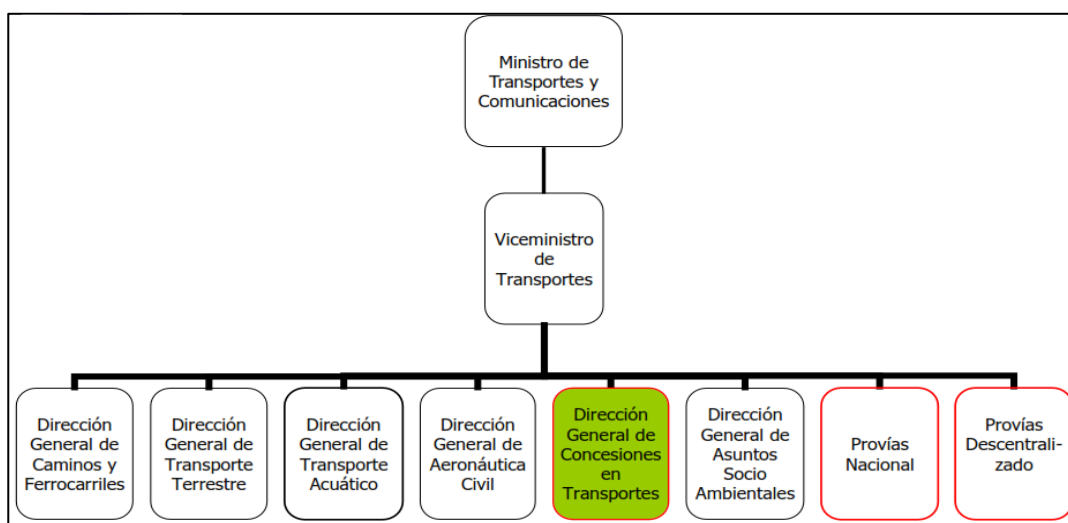 Ministro de
Transportes y
Comunicaciones
Viceministro
de
Transportes
Dirección
General de
Caminos y
Ferrocarriles
Dirección
General de
Transporte
Terrestre
Dirección
General de
Transporte
Acuático
Dirección
General de
Aeronáutica
Civil
Dirección
General de
Concesiones
en
Transportes
Dirección
General de
Asuntos
Socio
Ambientales
Provías
Nacional
Provías
Descentrali-
zado